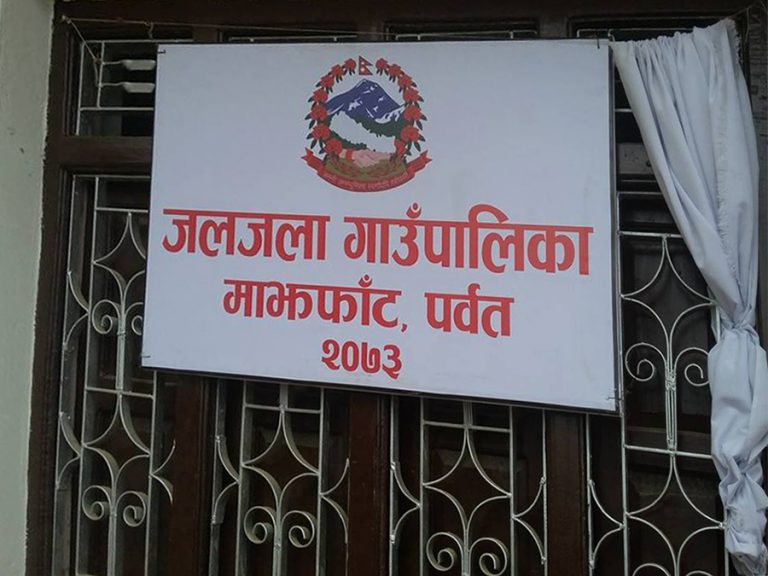 जलजला गाउँपालिका
माझफाँट, पर्वत
२०७३